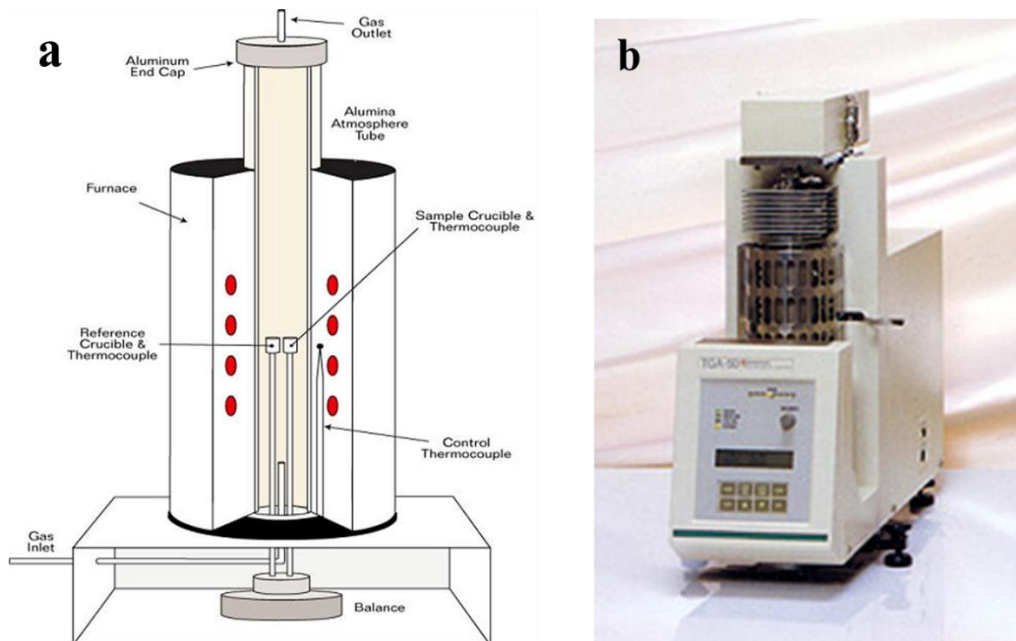 a
Gas
Outlet
Aluminum
End Cap
Alumina
Atmosphere
Tube
Furnace
Sample Crucible &
Thermocouple
Reference
Crucible &
Thermocouple
Control
Thermocouple
Gas
Inlet
Balance
b
TGA-50